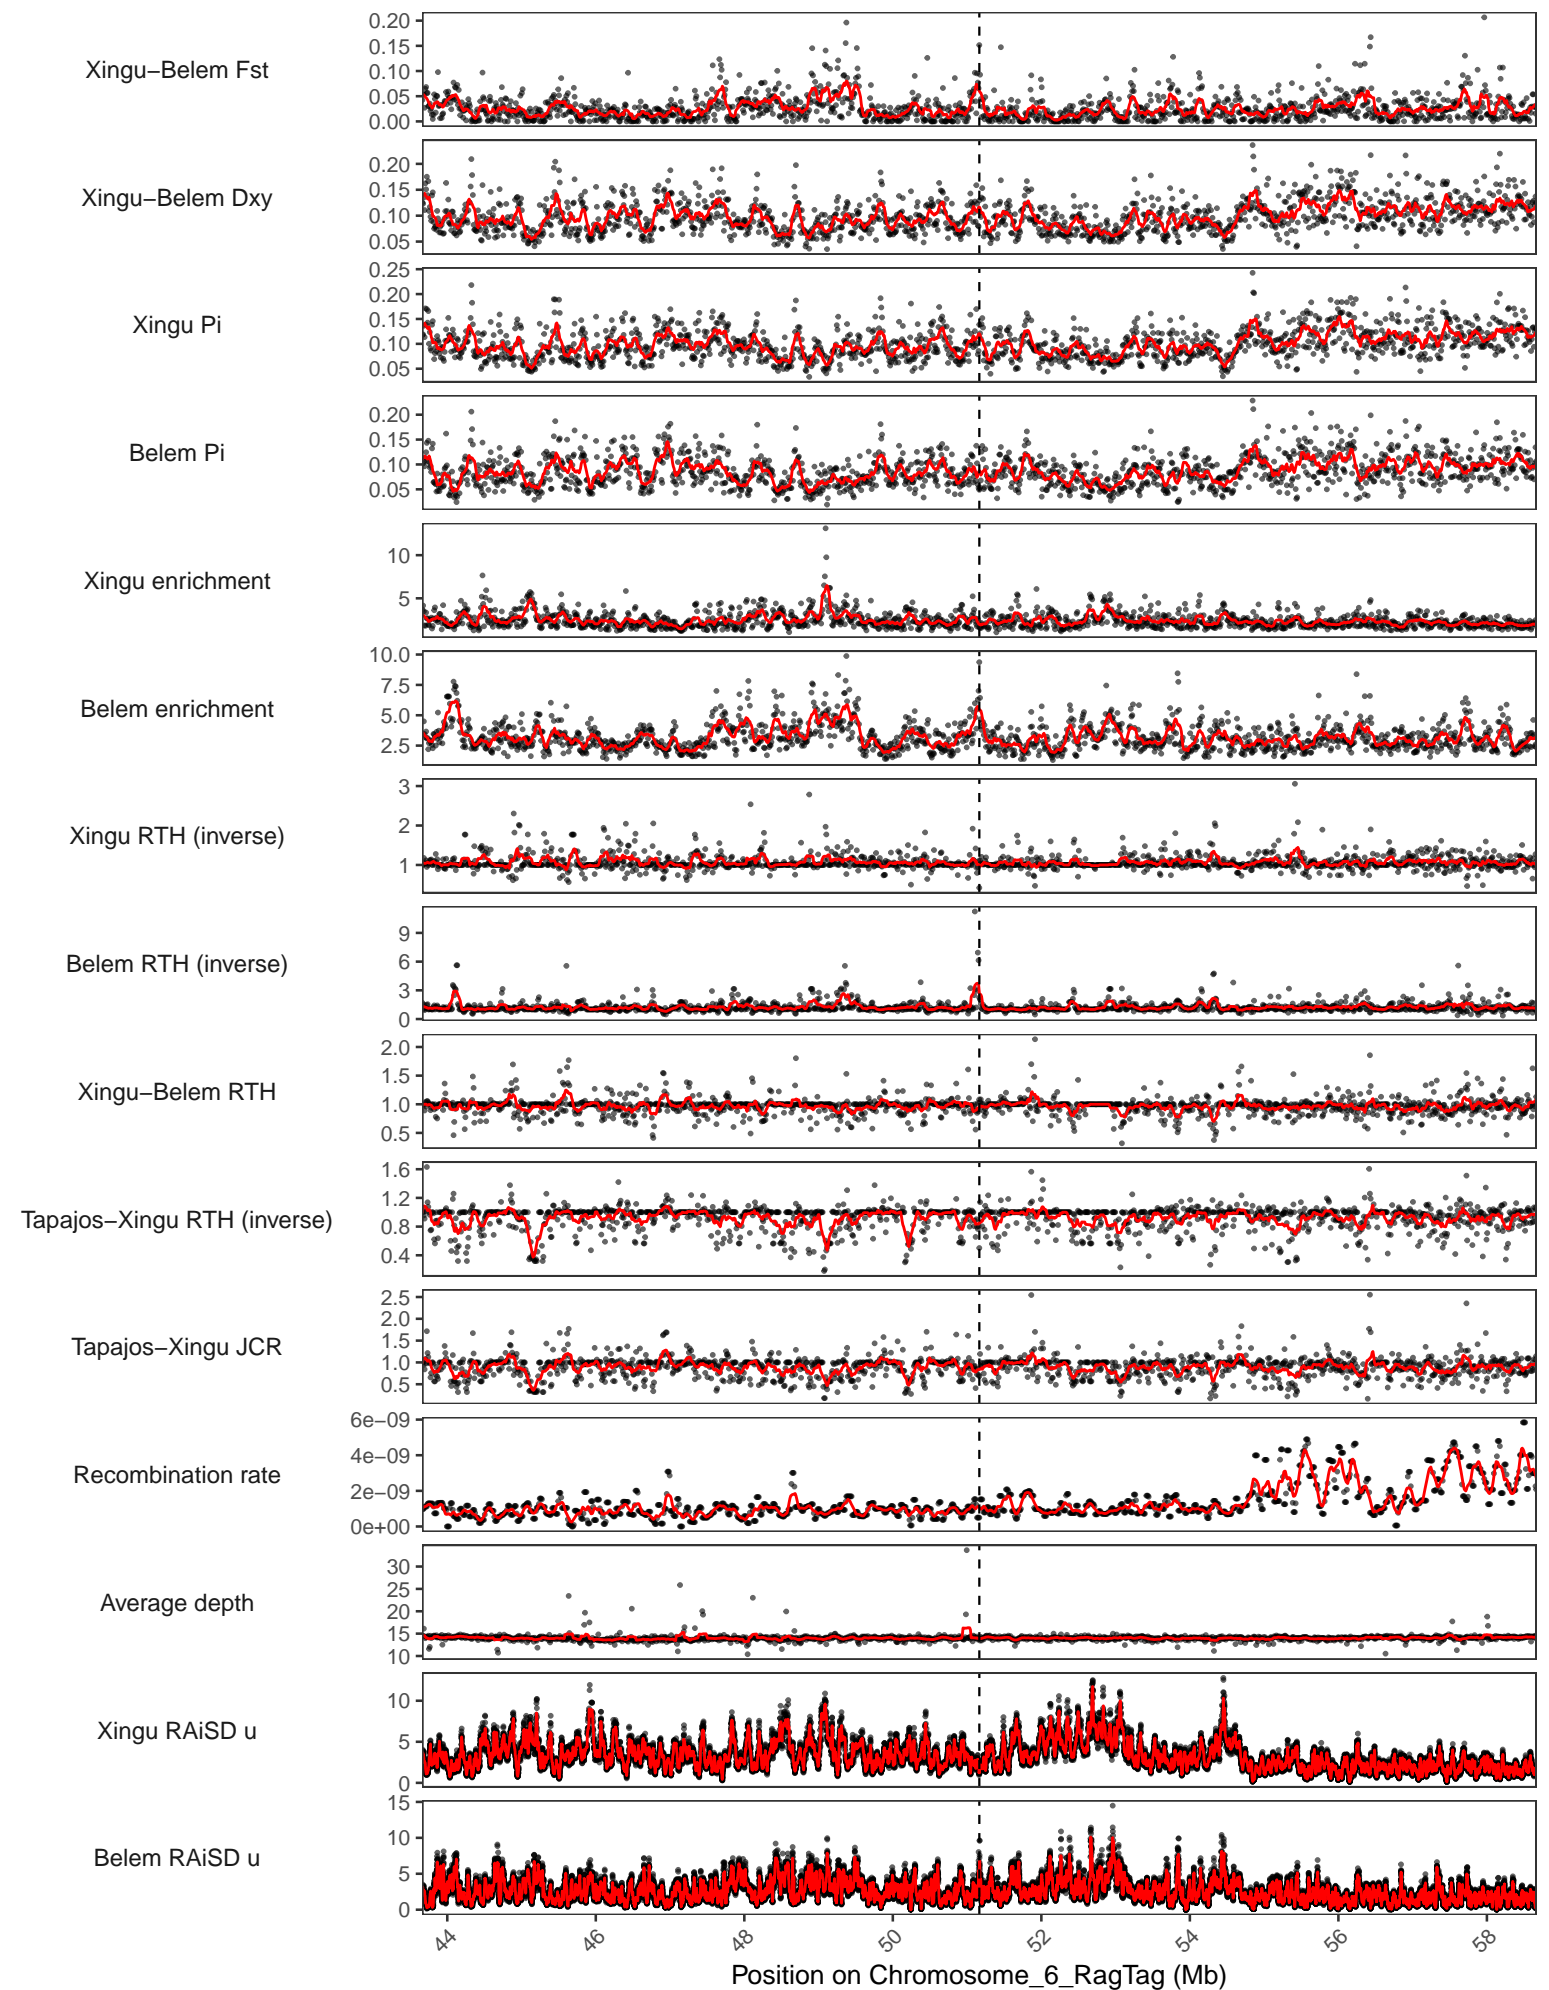 Xingu−Belem Fst
0.20
0.15
0.10
0.05
0.00
Xingu−Belem Dxy
0.20
0.15
0.10
0.05
Xingu Pi
0.25
0.20
0.15
0.10
0.05
Belem Pi
0.20
0.15
0.10
0.05
Xingu enrichment
10
5
Belem enrichment
10.0
7.5
5.0
2.5
Xingu RTH (inverse)
3
2
1
Belem RTH (inverse)
9
6
3
0
Xingu−Belem RTH
2.0
1.5
1.0
0.5
Tapajos−Xingu RTH (inverse)
1.6
1.2
0.8
0.4
Tapajos−Xingu JCR
2.5
2.0
1.5
1.0
0.5
Recombination rate
6e−09
4e−09
2e−09
0e+00
Average depth
30
25
20
15
10
Xingu RAiSD u
10
5
0
Belem RAiSD u
15
10
5
0
44 46 48 50 52 54 56 58
Position on Chromosome_6_RagTag (Mb)